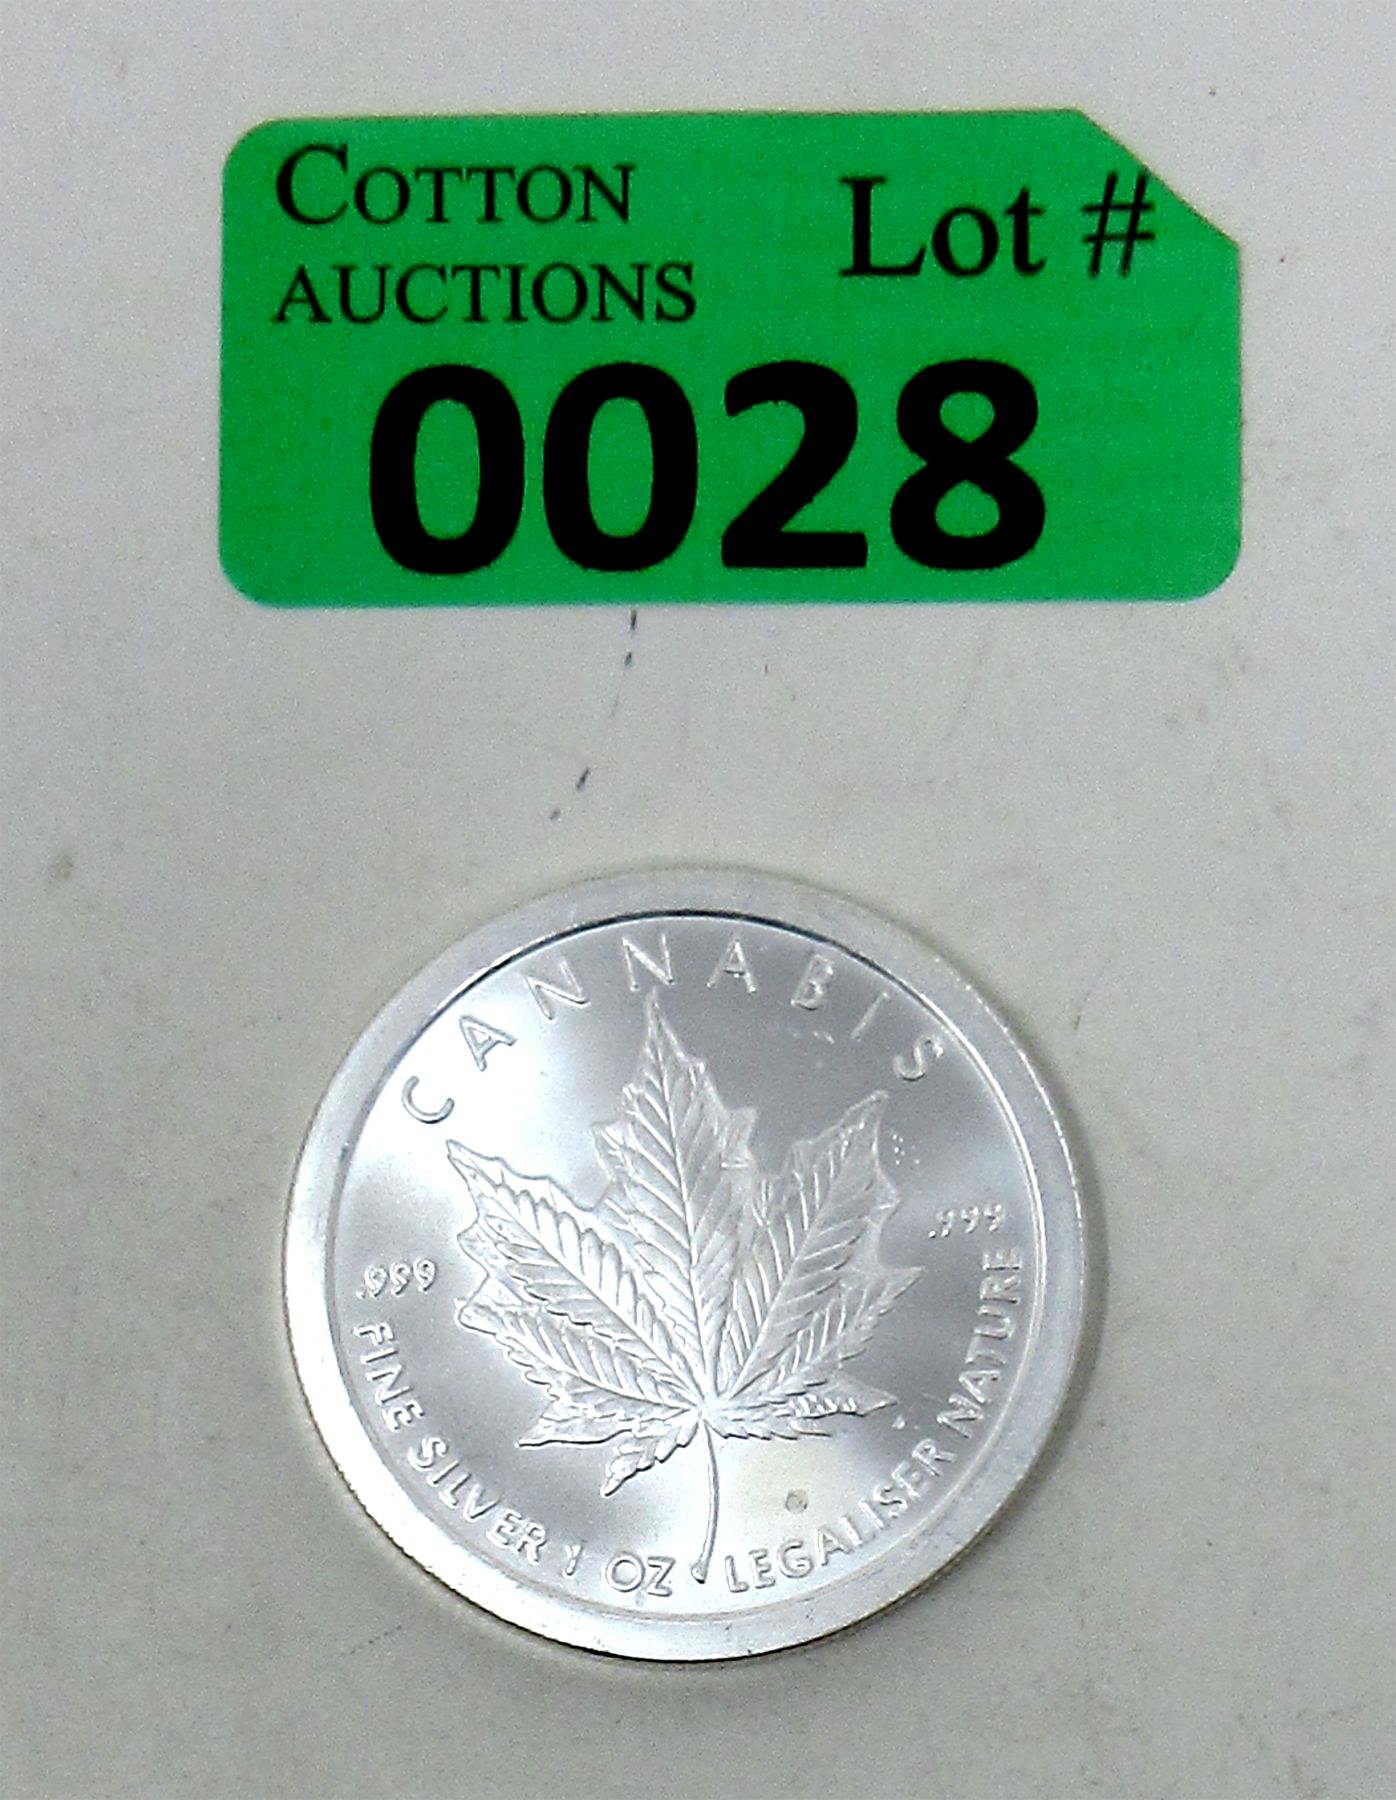 COTTON
AUCTIONS
Lot #
0028
CANNABIS
.999
.999
FINE SILVER 1 OZ
LEGALISER NATURE